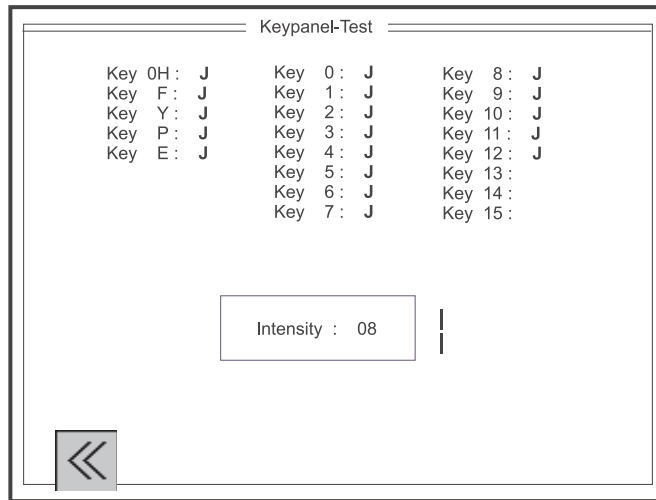 Keypanel-Test
Key 0H : J
Key F : J
Key Y : J
Key P : J
Key E : J
Key 0 : J
Key 1 : J
Key 2 : J
Key 3 : J
Key 4 : J
Key 5 : J
Key 6 : J
Key 7 : J
Key 8 : J
Key 9 : J
Key 10 : J
Key 11 : J
Key 12 : J
Key 13 :
Key 14 :
Key 15 :
Intensity : 08